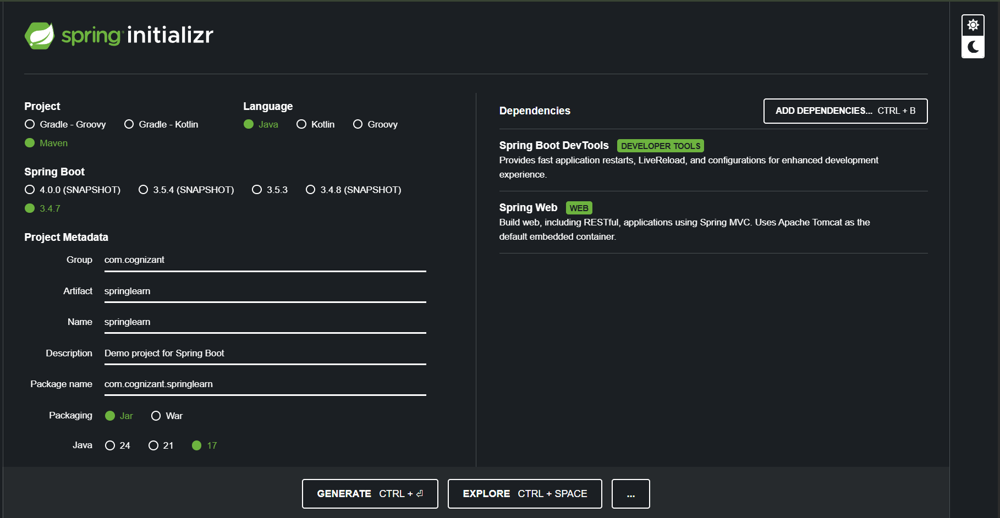 spring initializr
Project
Gradle - Groovy Gradle - Kotlin
Maven
Language
Java Kotlin Groovy
Spring Boot
4.0.0 (SNAPSHOT) 3.5.4 (SNAPSHOT) 3.5.3 3.4.8 (SNAPSHOT)
3.4.7
Project Metadata
Group com.cognizant
Artifact springlearn
Name springlearn
Description Demo project for Spring Boot
Package name com.cognizant.springlearn
Packaging Jar War
Java 24 21 17
Dependencies
ADD DEPENDENCIES... CTRL + B
Spring Boot DevTools DEVELOPER TOOLS
Provides fast application restarts, LiveReload, and configurations for enhanced development
experience.
Spring Web WEB
Build web, including RESTful, applications using Spring MVC. Uses Apache Tomcat as the
default embedded container.
GENERATE CTRL + ⏎
EXPLORE CTRL + SPACE
...